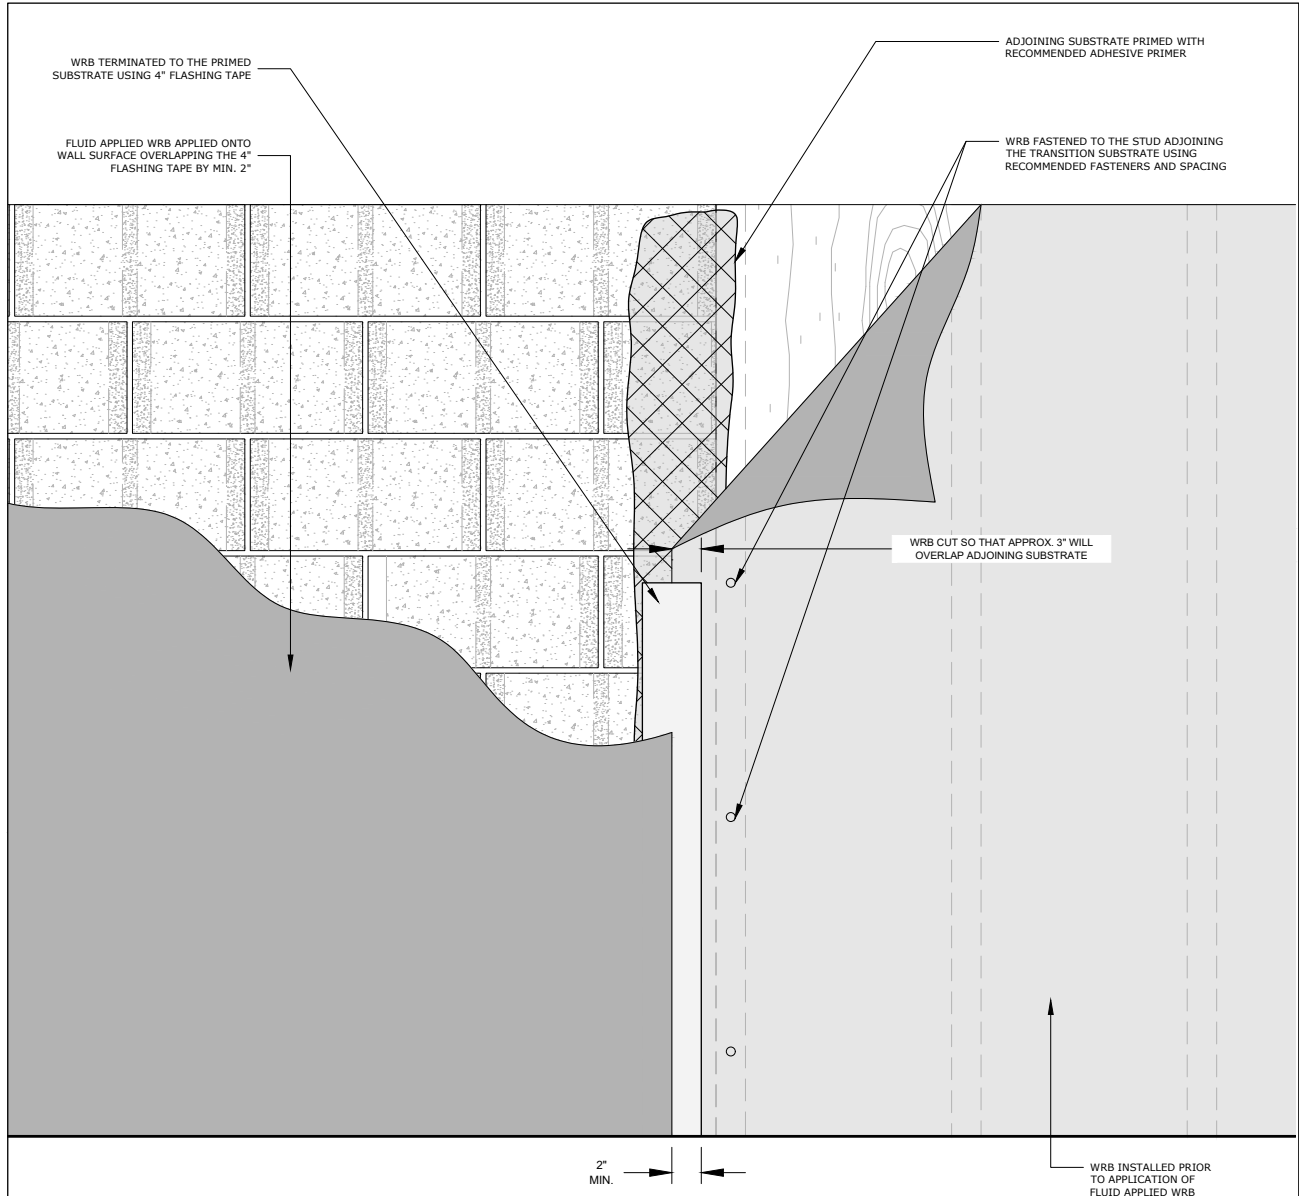 WRB TERMINATED TO THE PRIMED
SUBSTRATE USING 4" FLASHING TAPE
ADJOINING SUBSTRATE PRIMED WITH
RECOMMENDED ADHESIVE PRIMER
FLUID APPLIED WRB APPLIED ONTO
WALL SURFACE OVERLAPPING THE 4"
FLASHING TAPE BY MIN. 2"
WRB FASTENED TO THE STUD ADJOINING
THE TRANSITION SUBSTRATE USING
RECOMMENDED FASTENERS AND SPACING
WRB CUT SO THAT APPROX. 3" WILL
OVERLAP ADJOINING SUBSTRATE
2"
MIN.
WRB INSTALLED PRIOR
TO APPLICATION OF
FLUID APPLIED WRB